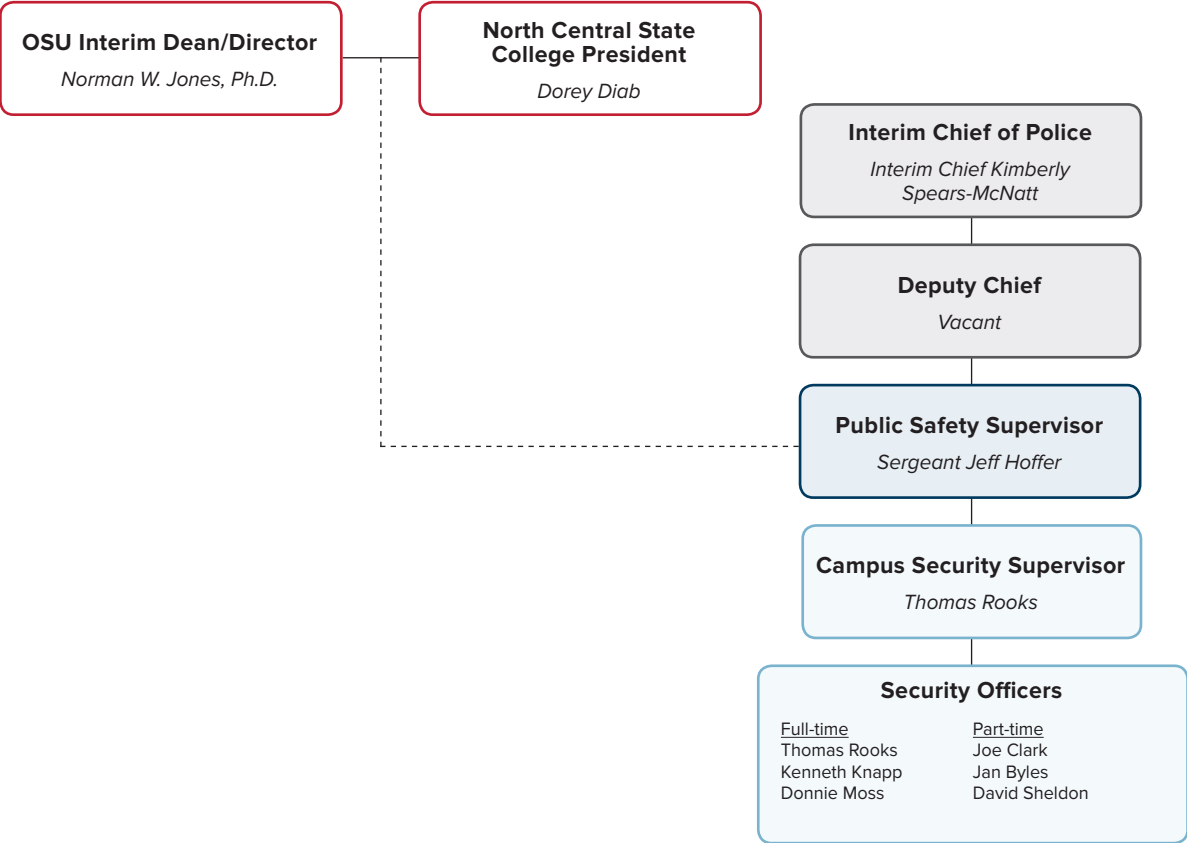 OSU Interim Dean/Director
Norman W. Jones, Ph.D.
North Central State
College President
Dorey Diab
Interim Chief of Police
Interim Chief Kimberly
Spears-McNatt
Deputy Chief
Vacant
Public Safety Supervisor
Sergeant Jeff Hoffer
Campus Security Supervisor
Thomas Rooks
Security Officers
Full-time
Thomas Rooks
Kenneth Knapp
Donnie Moss
Part-time
Joe Clark
Jan Byles
David Sheldon